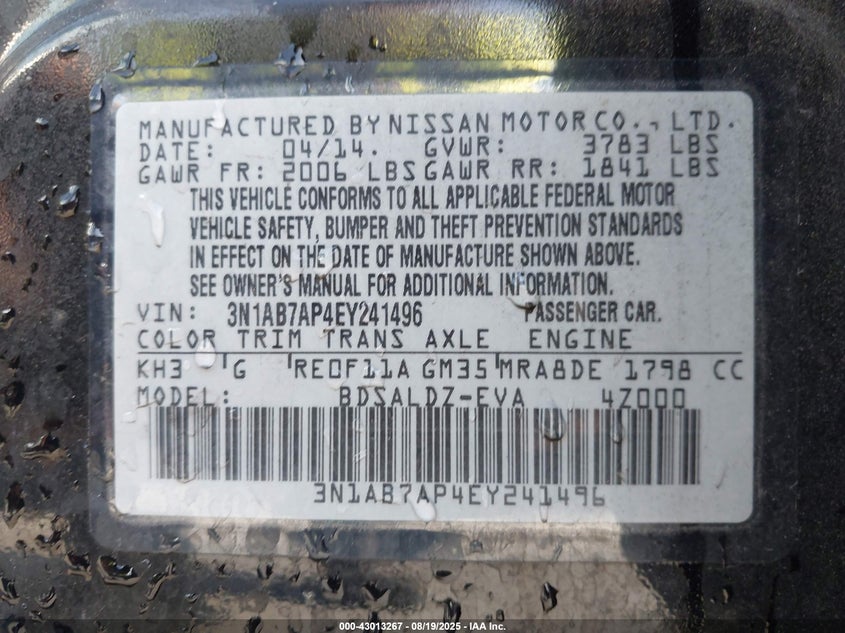 MANUFACTURED BY NISSAN MOTOR CO., LTD.
DATE: 04/14. GVWR: 3783 LBS
GAWR FR: 2006 LBS GAWR RR: 1841 LBS
THIS VEHICLE CONFORMS TO ALL APPLICABLE FEDERAL MOTOR
VEHICLE SAFETY, BUMPER AND THEFT PREVENTION STANDARDS
IN EFFECT ON THE DATE OF MANUFACTURE SHOWN ABOVE.
SEE OWNER'S MANUAL FOR ADDITIONAL INFORMATION.
VIN: 3N1AB7AP4EY241496 PASSENGER CAR.
COLOR TRIM TRANS AXLE ENGINE
KH3 'G 'RE0F11A GM35 'MRA8DE 1798 CC
MODEL: BDSALDZ-EVA 4Z000
3N1AB7AP4EY241496
000-43013267 - 08/19/2025 - IAA Inc.